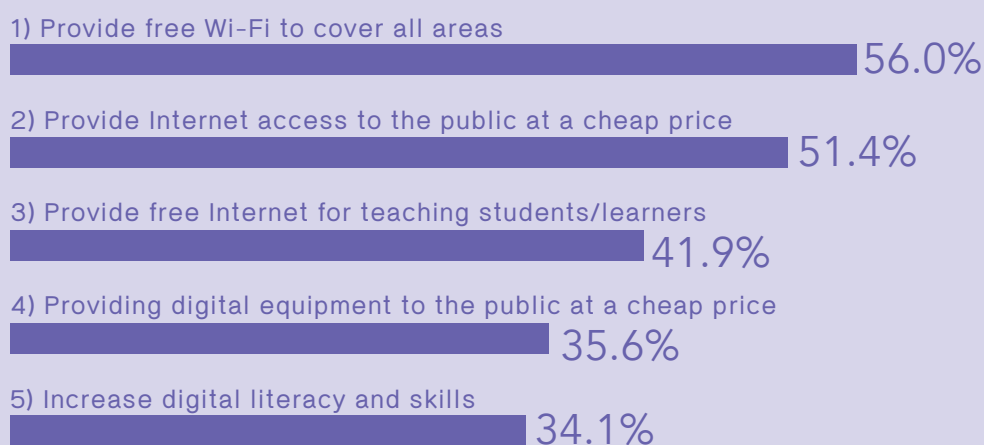 1) Provide free Wi-Fi to cover all areas
56.0%
2) Provide Internet access to the public at a cheap price
51.4%
3) Provide free Internet for teaching students/learners
41.9%
4) Providing digital equipment to the public at a cheap price
35.6%
5) Increase digital literacy and skills
34.1%